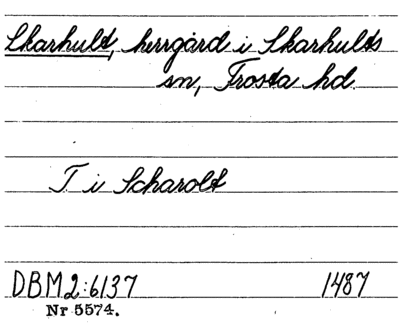 Skarhult, herrgård i Skarhults
sn, Frosta hd.
T i Scharolt
DBM 2:6137 1487
Nr 5574.